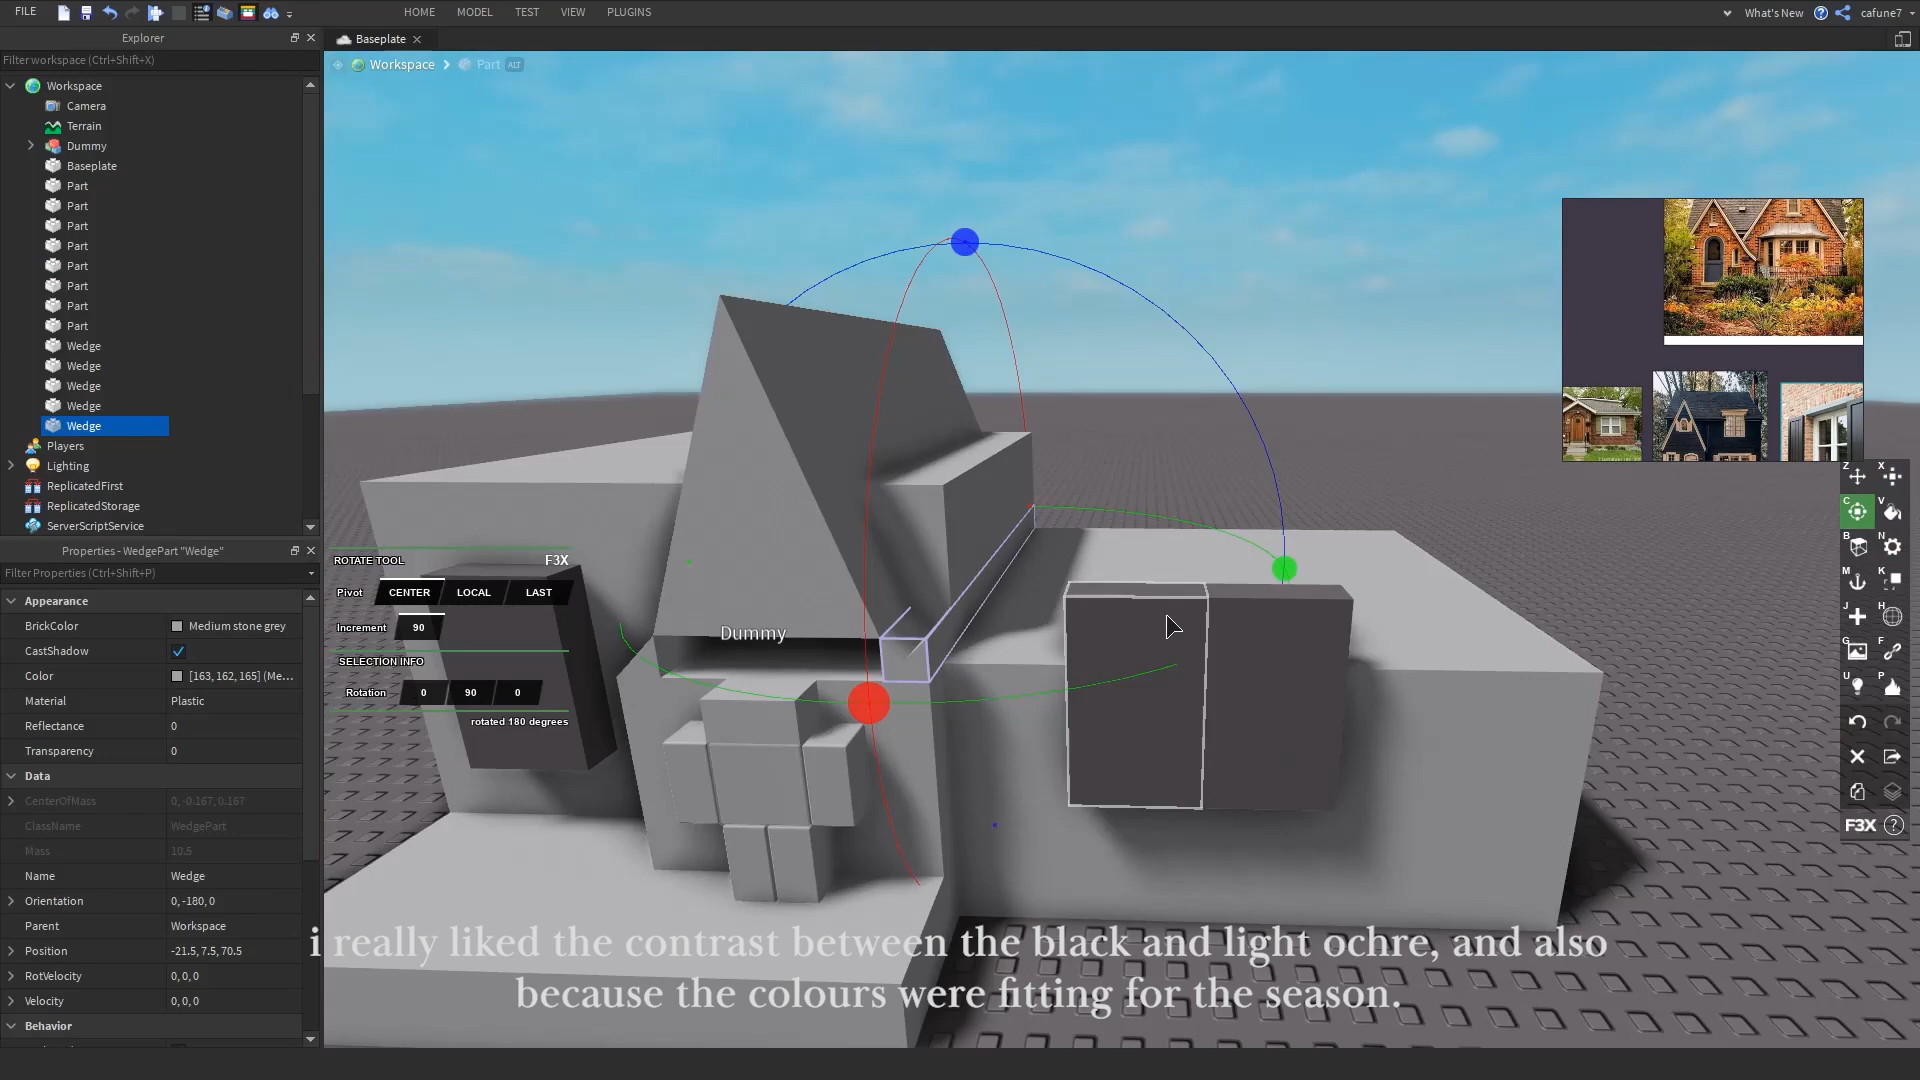 FILE
HOME
MODEL
TEST
VIEW
PLUGINS
What's New
cafune7
Explorer
Filter workspace (Ctrl+Shift+X)
Workspace
Camera
Terrain
Dummy
Baseplate
Part
Part
Part
Part
Part
Part
Part
Part
Wedge
Wedge
Wedge
Wedge
Wedge
Players
Lighting
ReplicatedFirst
ReplicatedStorage
ServerScriptService
Properties - WedgePart "Wedge"
Filter Properties (Ctrl+Shift+P)
Appearance
BrickColor Medium stone grey
CastShadow
Color [163, 162, 165] (Me...
Material Plastic
Reflectance 0
Transparency 0
Data
CenterOfMass 0, -0.167, 0.167
ClassName WedgePart
Mass 10.5
Name Wedge
Orientation 0,-180, 0
Parent Workspace
Position -21.5, 7.5, 70.5
RotVelocity 0, 0, 0
Velocity 0, 0, 0
Behavior
Baseplate
Workspace Part ALT
ROTATE TOOL F3X
Pivot CENTER LOCAL LAST
Increment 90
SELECTION INFO
Rotation 0 90 0
rotated 180 degrees
Dummy
Z X
C V
B N
M K
J H
G F
U P
F3X ?
i really liked the contrast between the black and light ochre, and also
because the colours were fitting for the season.